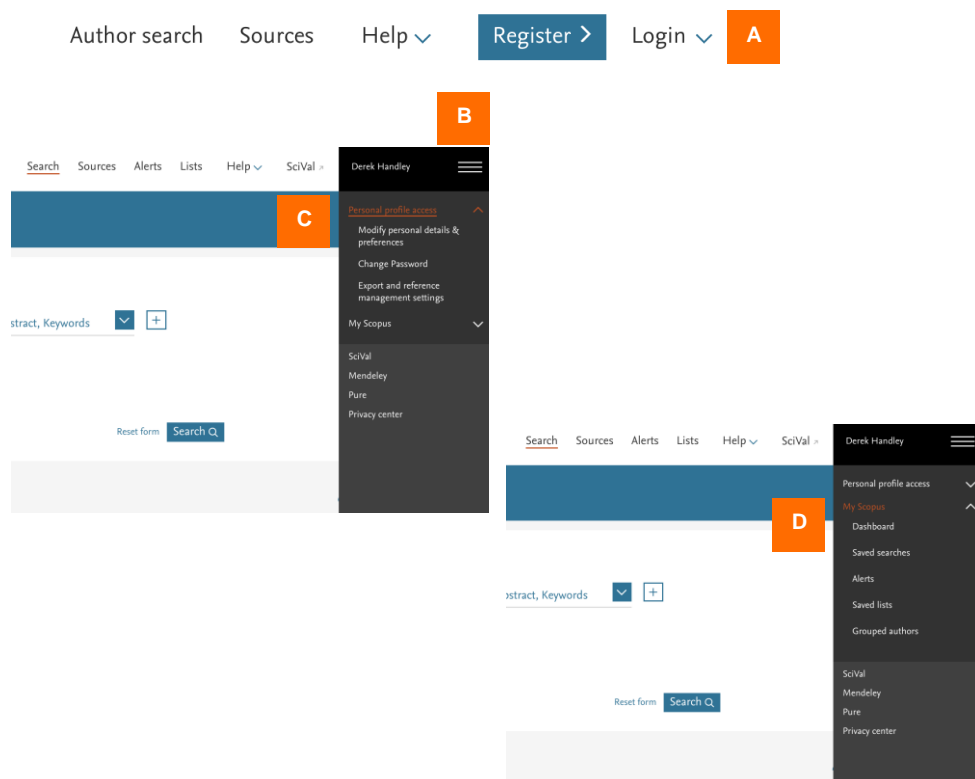 Author search Sources Help Register Login A
B
Search Sources Alerts Lists Help SciVal Derek Handley
C
Personal profile access
Modify personal details &
preferences
Change Password
Export and reference
management settings
stract, Keywords
My Scopus
SciVal
Mendeley
Pure
Privacy center
Reset form Search
Search Sources Alerts Lists Help SciVal Derek Handley
Personal profile access
My Scopus
D
Dashboard
Saved searches
Alerts
ostract, Keywords
Saved lists
Grouped authors
SciVal
Mendeley
Reset form Search
Pure
Privacy center